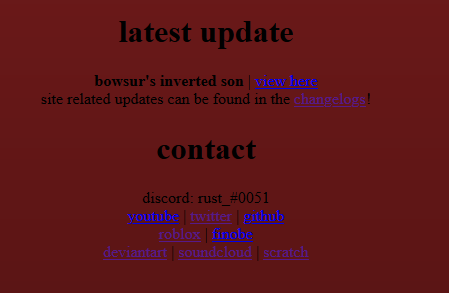 latest update
bowsur's inverted son | view here
site related updates can be found in the changelogs!
contact
discord: rust_#0051
youtube | twitter | github
roblox | finobe
deviantart | soundcloud | scratch